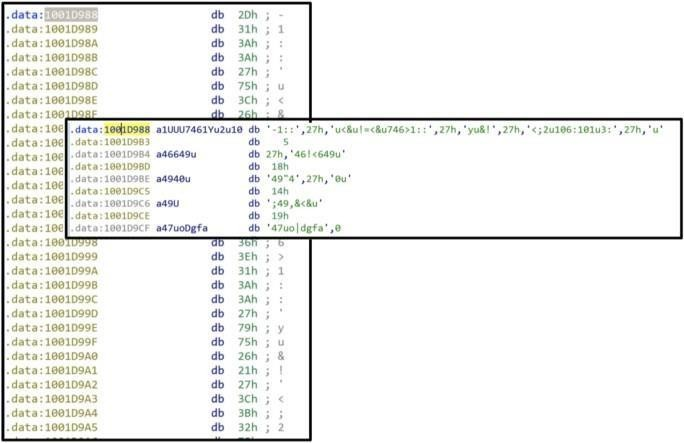 .data:1001D988 db 2Dh ; -
.data:1001D989 db 31h ; 1
.data:1001D98A db 3Ah ; :
.data:1001D98B db 3Ah ; :
.data:1001D98C db 27h ; '
.data:1001D98D db 75h ; u
.data:1001D98E db 3Ch ; <
.data:1001D98F db 26h ; &
.data:1001D988 a1UUU7461Yu2u10 db '-1::',27h,'u<&u!=<&u746>1::',27h,'yu&!',27h,'<;2u106:101u3:',27h,'u'
.data:1001D9B3 db 5
.data:1001D9B4 a46649u db 27h,'46!<649u'
.data:1001D9BD db 18h
.data:1001D9BE a4940u db '49~4',27h,'0u'
.data:1001D9C5 db 14h
.data:1001D9C6 a49U db ';49,&<&u'
.data:1001D9CE db 19h
.data:1001D9CF a47uoDgfa db '47uo|dgfa',0
.data:1001D998 db 36h ; 6
.data:1001D999 db 3Eh ; >
.data:1001D99A db 31h ; 1
.data:1001D99B db 3Ah ; :
.data:1001D99C db 3Ah ; :
.data:1001D99D db 27h ; '
.data:1001D99E db 79h ; y
.data:1001D99F db 75h ; u
.data:1001D9A0 db 26h ; &
.data:1001D9A1 db 21h ; !
.data:1001D9A2 db 27h ; '
.data:1001D9A3 db 3Ch ; <
.data:1001D9A4 db 3Bh ; ;
.data:1001D9A5 db 32h ; 2